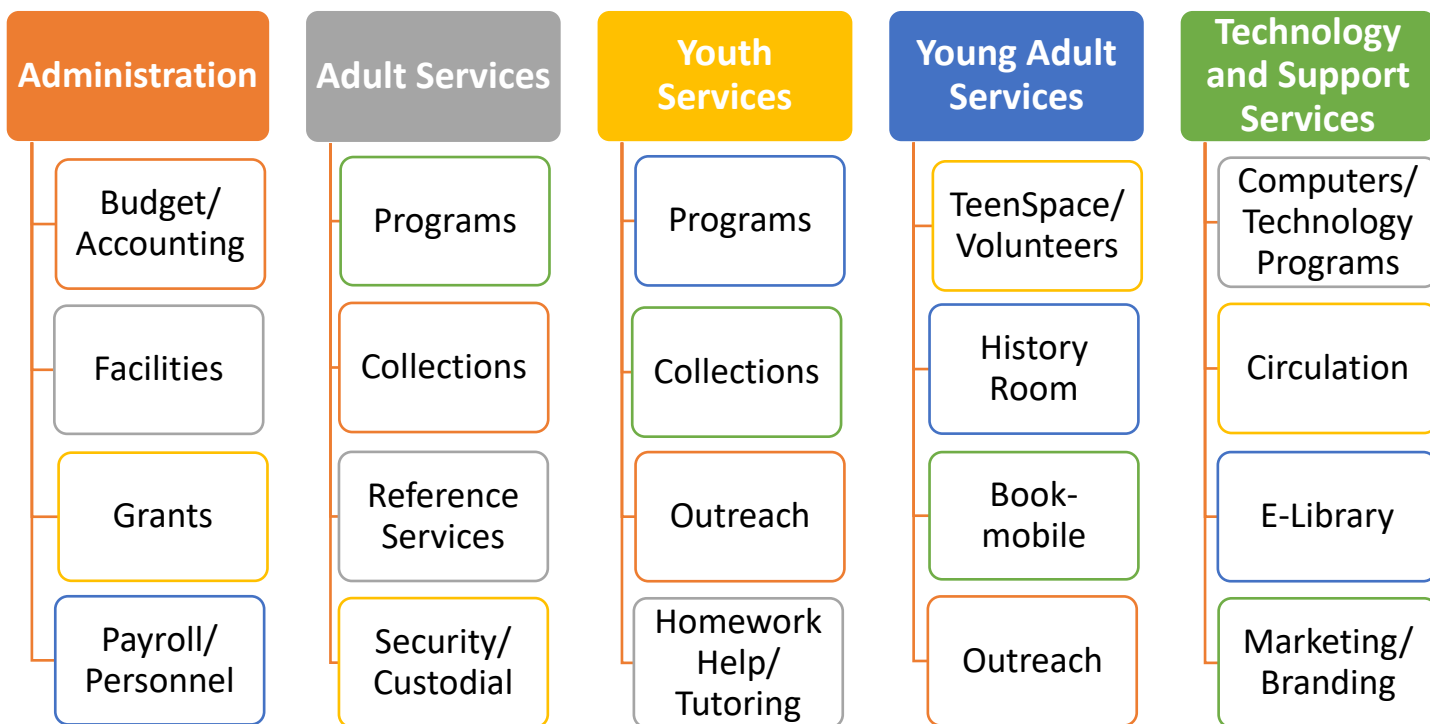 Administration
Budget/
Accounting
Facilities
Grants
Payroll/
Personnel
Adult Services
Programs
Collections
Reference
Services
Security/
Custodial
Youth
Services
Programs
Collections
Outreach
Homework
Help/
Tutoring
Young Adult
Services
TeenSpace/
Volunteers
History
Room
Book-
mobile
Outreach
Technology
and Support
Services
Computers/
Technology
Programs
Circulation
E-Library
Marketing/
Branding